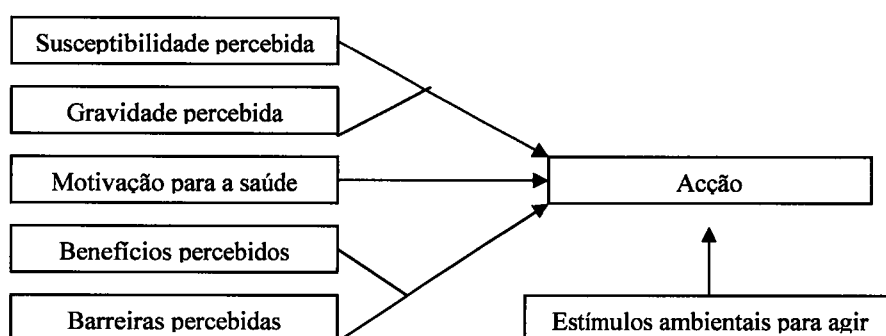 Susceptibilidade percebida
Gravidade percebida
Motivação para a saúde
Acção
Benefícios percebidos
Barreiras percebidas
Estímulos ambientais para agir